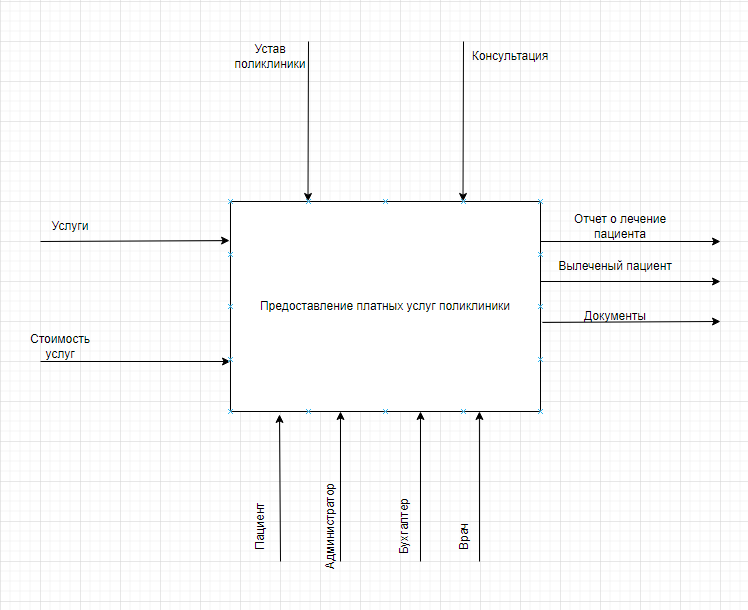 Устав
поликлиники
Консультация
Услуги
Отчет о лечение
пациента
Вылеченый пациент
Предоставление платных услуг поликлиники
Документы
Стоимость
услуг
Пациент
Администратор
Бухгаптер
Врач